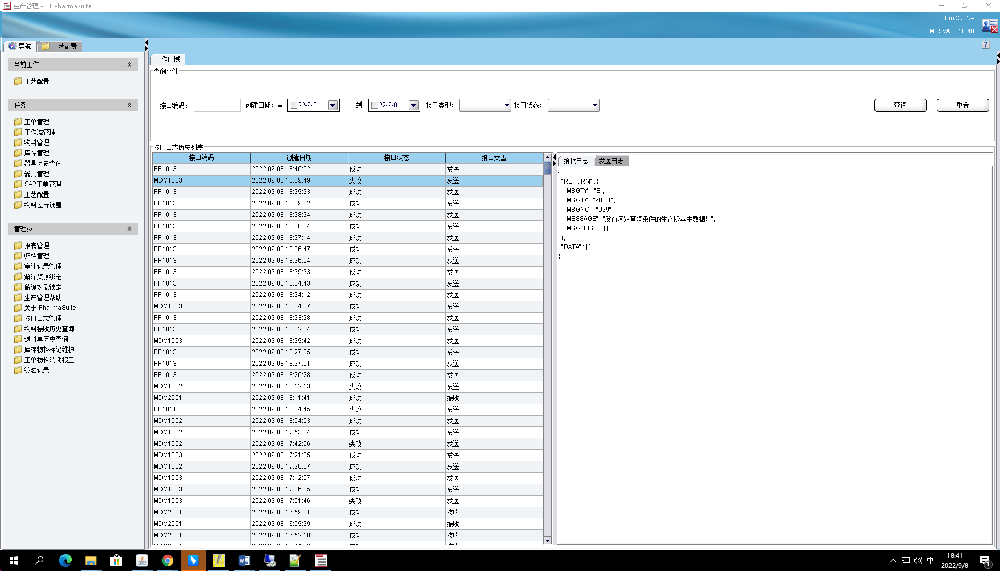 生产管理 - FT PharmaSuite
PiritXu| NA
MESVAL | 18:40
导航
工艺配置
当前工作
工艺配置
任务
工单管理
工作流管理
物料管理
库存管理
器具历史查询
器具管理
SAP工单管理
工艺配置
物料差异调整
管理员
报表管理
归档管理
审计记录管理
解除资源绑定
解除对象锁定
生产管理帮助
关于 PharmaSuite
接口日志管理
物料接收历史查询
退料单历史查询
库存物料标记维护
工单物料消耗报工
签名记录
工作区域
查询条件
接口编码： 创建日期：从 22-9-8 到 22-9-8 接口类型： 接口状态： 查询 重置
接口日志历史列表
接口编码 创建日期 接口状态 接口类型
PP1013 2022.09.08 18:40:02 成功 发送
MDM1003 2022.09.08 18:39:49 失败 发送
PP1013 2022.09.08 18:39:33 成功 发送
PP1013 2022.09.08 18:39:02 成功 发送
PP1013 2022.09.08 18:38:34 成功 发送
PP1013 2022.09.08 18:38:04 成功 发送
PP1013 2022.09.08 18:37:14 成功 发送
PP1013 2022.09.08 18:36:47 成功 发送
PP1013 2022.09.08 18:36:04 成功 发送
PP1013 2022.09.08 18:35:33 成功 发送
PP1013 2022.09.08 18:34:43 成功 发送
PP1013 2022.09.08 18:34:12 成功 发送
MDM1003 2022.09.08 18:34:07 成功 发送
PP1013 2022.09.08 18:33:28 成功 发送
PP1013 2022.09.08 18:32:34 成功 发送
MDM1003 2022.09.08 18:29:42 成功 发送
PP1013 2022.09.08 18:27:35 成功 发送
PP1013 2022.09.08 18:27:01 成功 发送
PP1013 2022.09.08 18:26:28 成功 发送
MDM1002 2022.09.08 18:12:13 失败 发送
MDM2001 2022.09.08 18:11:41 成功 接收
PP1011 2022.09.08 18:04:45 失败 发送
MDM1002 2022.09.08 18:04:03 成功 发送
MDM1002 2022.09.08 17:53:34 成功 发送
MDM1002 2022.09.08 17:42:06 失败 发送
MDM1003 2022.09.08 17:21:35 成功 发送
MDM1002 2022.09.08 17:20:07 成功 发送
MDM1003 2022.09.08 17:12:07 成功 发送
MDM1003 2022.09.08 17:06:05 成功 发送
MDM1003 2022.09.08 17:01:46 失败 发送
MDM2001 2022.09.08 16:59:31 成功 接收
MDM2001 2022.09.08 16:59:29 成功 接收
MDM2001 2022.09.08 16:52:10 成功 接收
接收日志 发送日志
{
"RETURN" : {
"MSGTY" : "E",
"MSGID" : "ZIF01",
"MSGNO" : "999",
"MESSAGE" : "没有满足查询条件的生产版本主数据！",
"MSG_LIST" : [ ]
},
"DATA" : [ ]
}
中
18:41
2022/9/8
1